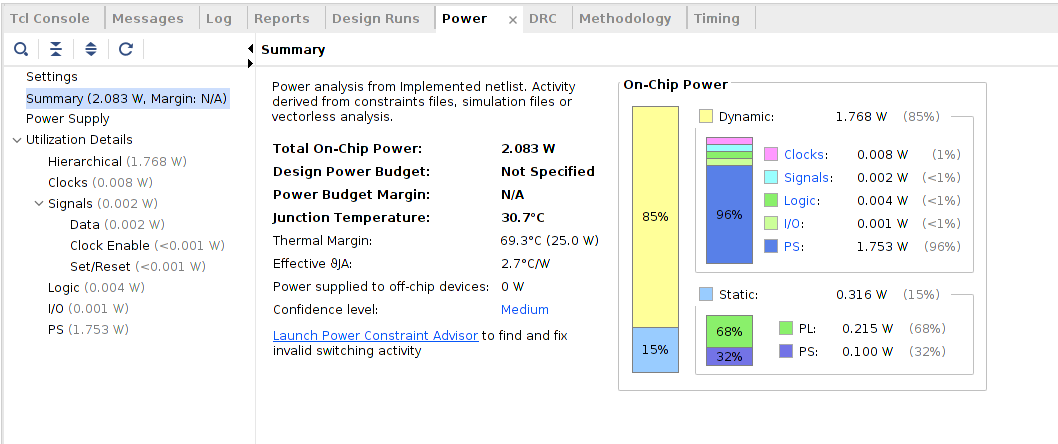 Tcl Console Messages Log Reports Design Runs Power × DRC Methodology Timing
Summary
Settings
Summary (2.083 W, Margin: N/A)
Power Supply
Utilization Details
Hierarchical (1.768 W)
Clocks (0.008 W)
Signals (0.002 W)
Data (0.002 W)
Clock Enable (<0.001 W)
Set/Reset (<0.001 W)
Logic (0.004 W)
I/O (0.001 W)
PS (1.753 W)
Power analysis from Implemented netlist. Activity
derived from constraints files, simulation files or
vectorless analysis.
Total On-Chip Power: 2.083 W
Design Power Budget: Not Specified
Power Budget Margin: N/A
Junction Temperature: 30.7°C
Thermal Margin: 69.3°C (25.0 W)
Effective ϑJA: 2.7°C/W
Power supplied to off-chip devices: 0 W
Confidence level: Medium
Launch Power Constraint Advisor to find and fix
invalid switching activity
On-Chip Power
85%
15%
Dynamic: 1.768 W (85%)
96%
Clocks: 0.008 W (1%)
Signals: 0.002 W (<1%)
Logic: 0.004 W (<1%)
I/O: 0.001 W (<1%)
PS: 1.753 W (96%)
Static: 0.316 W (15%)
68%
32%
PL: 0.215 W (68%)
PS: 0.100 W (32%)